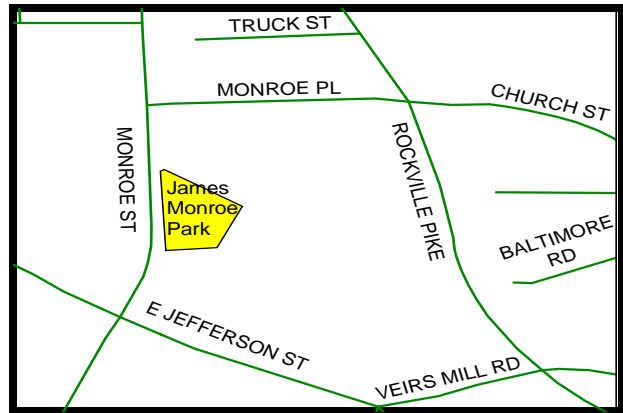 TRUCK ST
MONROE PL
CHURCH ST
MONROE ST
ROCKVILLE PIKE
James
Monroe
Park
BALTIMORE
RD
E JEFFERSON ST
VEIRS MILL RD